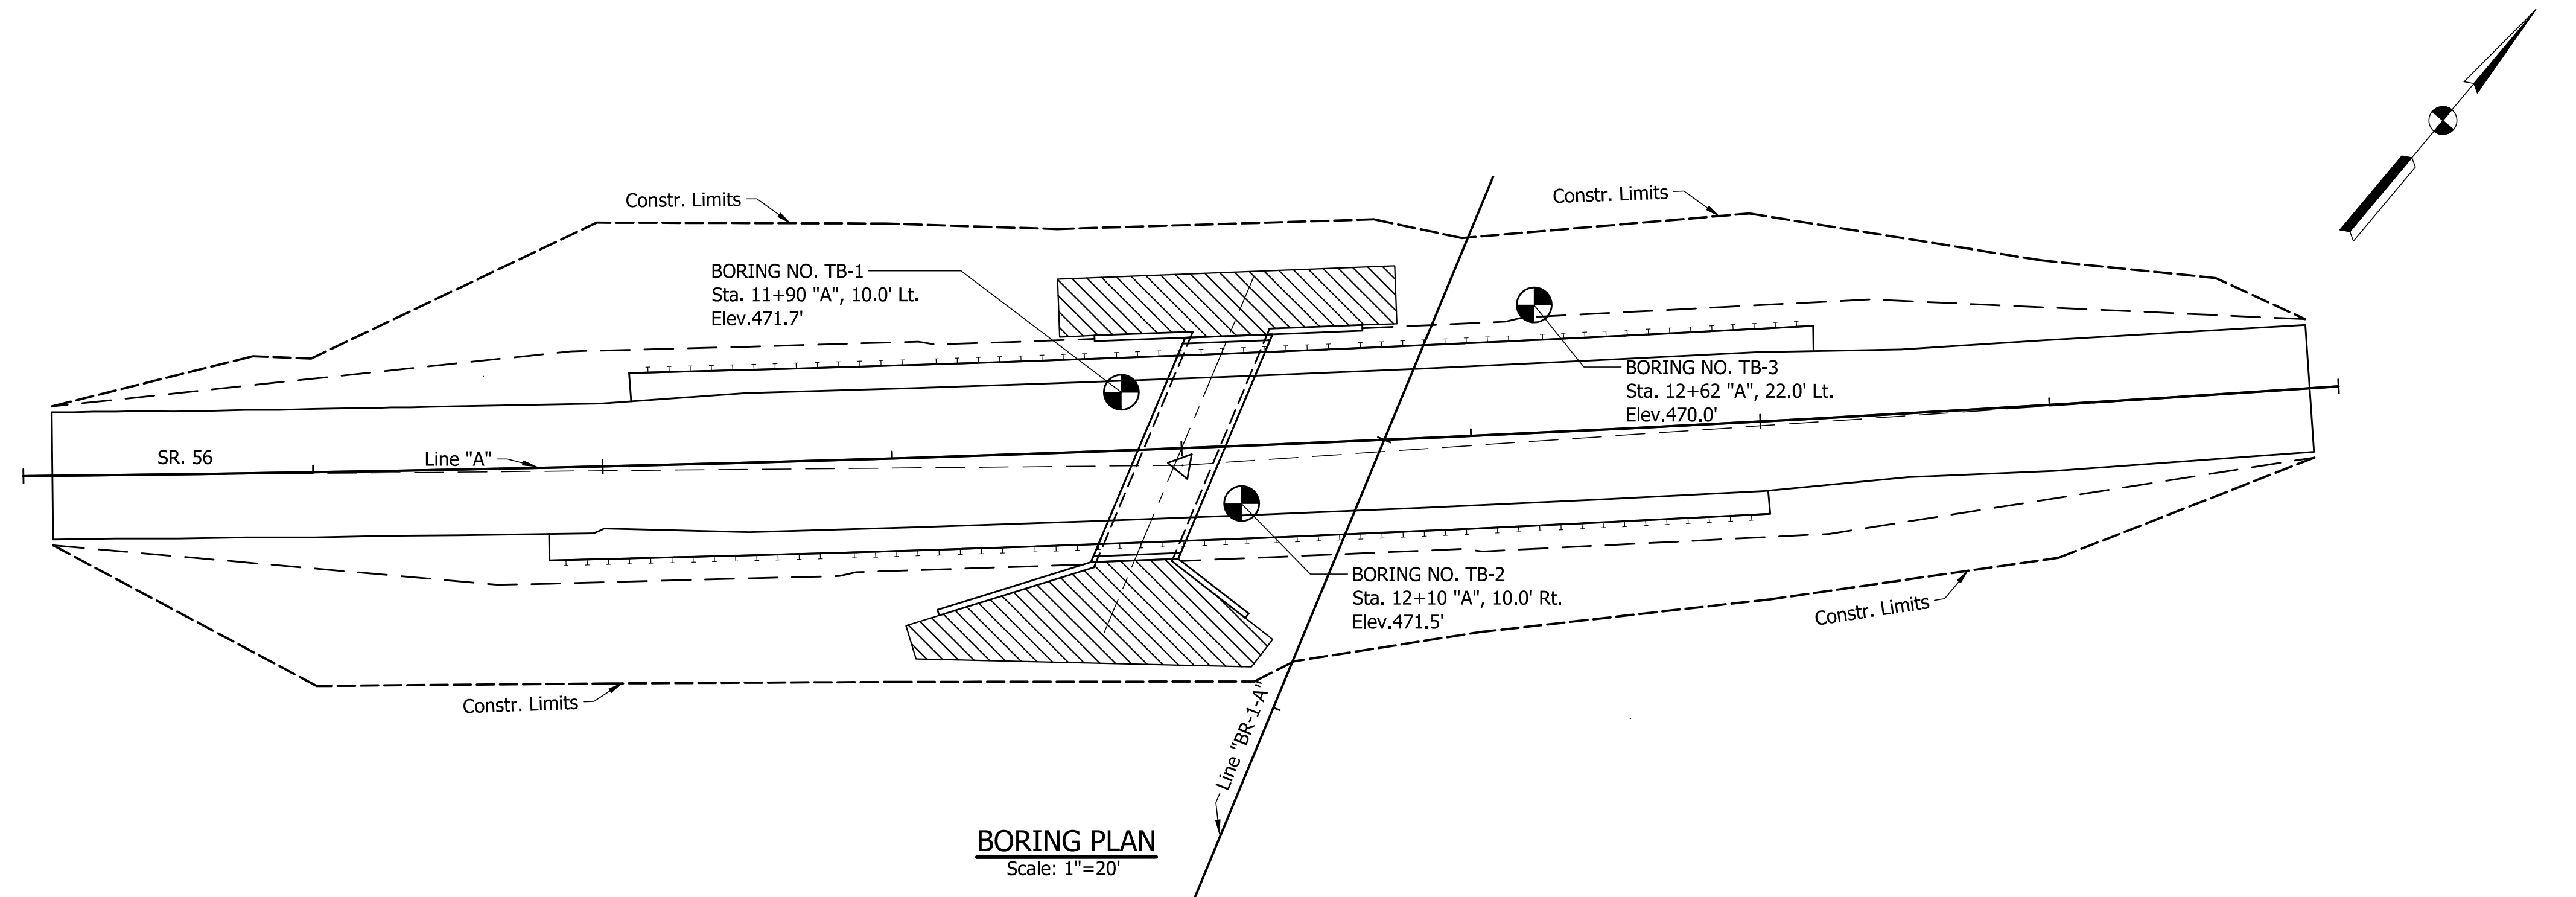 Constr. Limits
Constr. Limits
BORING NO. TB-1
Sta. 11+90 "A", 10.0' Lt.
Elev.471.7'
BORING NO. TB-3
Sta. 12+62 "A", 22.0' Lt.
Elev.470.0'
SR. 56
Line "A"
BORING NO. TB-2
Sta. 12+10 "A", 10.0' Rt.
Elev.471.5'
Constr. Limits
Constr. Limits
Line "BR-1-A"
BORING PLAN
Scale: 1"=20'